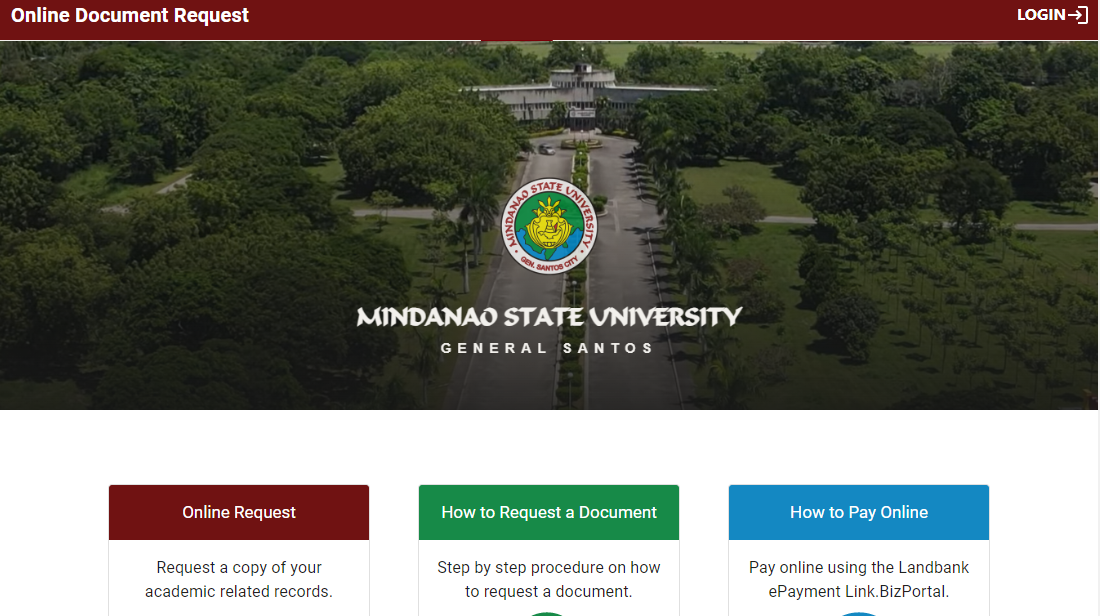 Online Document Request
LOGIN
MINDANAO STATE UNIVERSITY
GEN. SANTOS CITY
MINDANAO STATE UNIVERSITY
GENERAL SANTOS
Online Request
How to Request a Document
How to Pay Online
Request a copy of your
academic related records.
Step by step procedure on how
to request a document.
Pay online using the Landbank
ePayment Link.BizPortal.